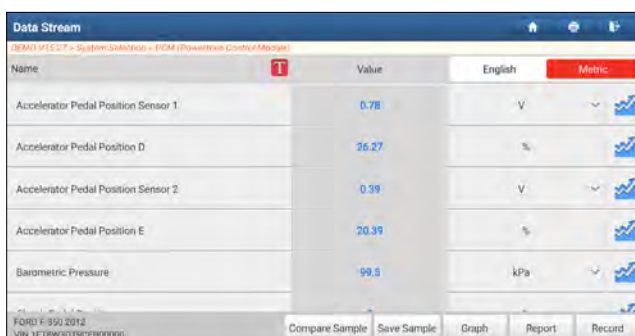 Data Stream
DEMO V15.27 > System Selection > PCM (Powertrain Control Module)
Name T Value English Metric
Accelerator Pedal Position Sensor 1 0.78 V
Accelerator Pedal Position D 26.27 %
Accelerator Pedal Position Sensor 2 0.39 V
Accelerator Pedal Position E 20.39 %
Barometric Pressure 99.5 kPa
FORD F-350 2012
VIN
Compare Sample Save Sample Graph Report Record